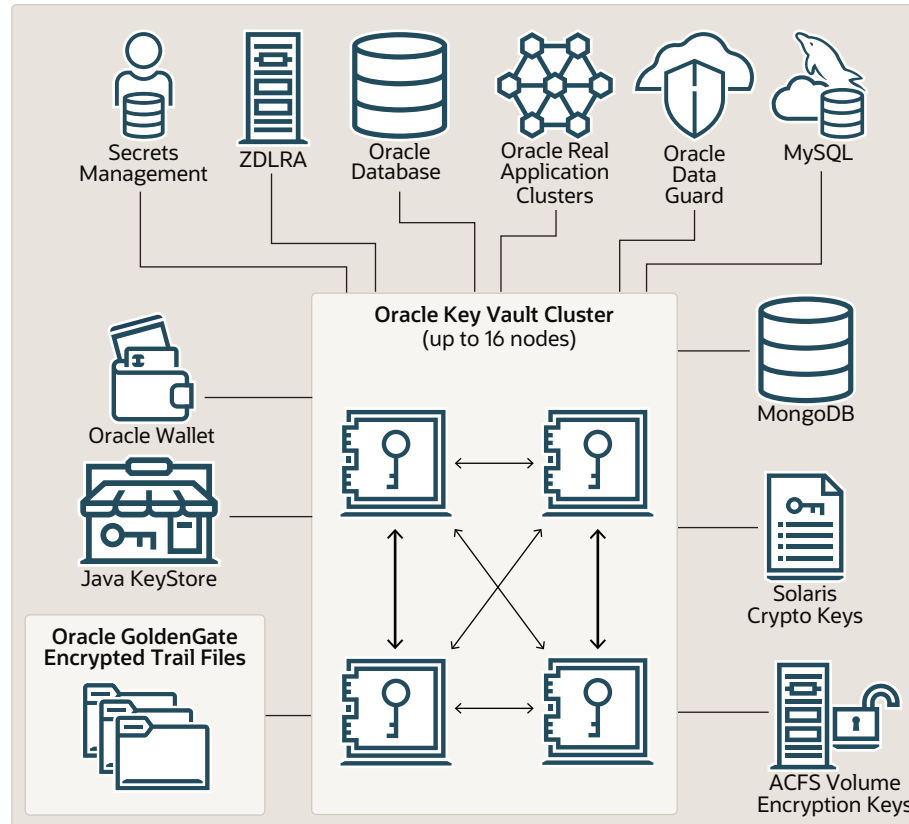 Secrets
Management
ZDLRA
Oracle
Database
Oracle Real
Application
Clusters
Oracle
Data
Guard
MySQL
Oracle Key Vault Cluster
(up to 16 nodes)
Oracle Wallet
MongoDB
Java KeyStore
Solaris
Crypto Keys
Oracle GoldenGate
Encrypted Trail Files
ACFS Volume
Encryption Keys